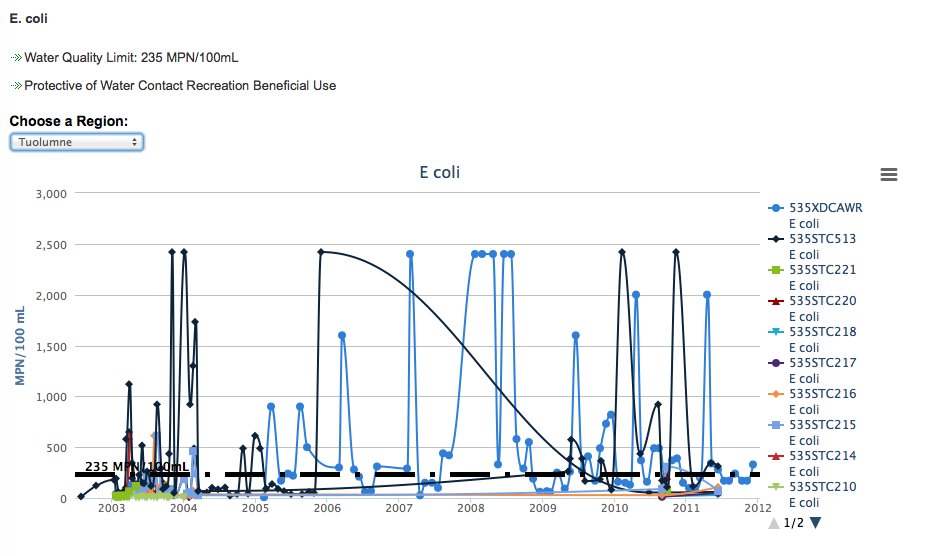 E. coli
Water Quality Limit: 235 MPN/100mL
Protective of Water Contact Recreation Beneficial Use
Choose a Region:
Tuolumne
E coli
3,000
2,500
2,000
1,500
1,000
500
0
MPN/100 mL
235 MPN/100mL
2003 2004 2005 2006 2007 2008 2009 2010 2011 2012
535XDCAWR
E coli
535STC513
E coli
535STC221
E coli
535STC220
E coli
535STC218
E coli
535STC217
E coli
535STC216
E coli
535STC215
E coli
535STC214
E coli
535STC210
E coli
1/2